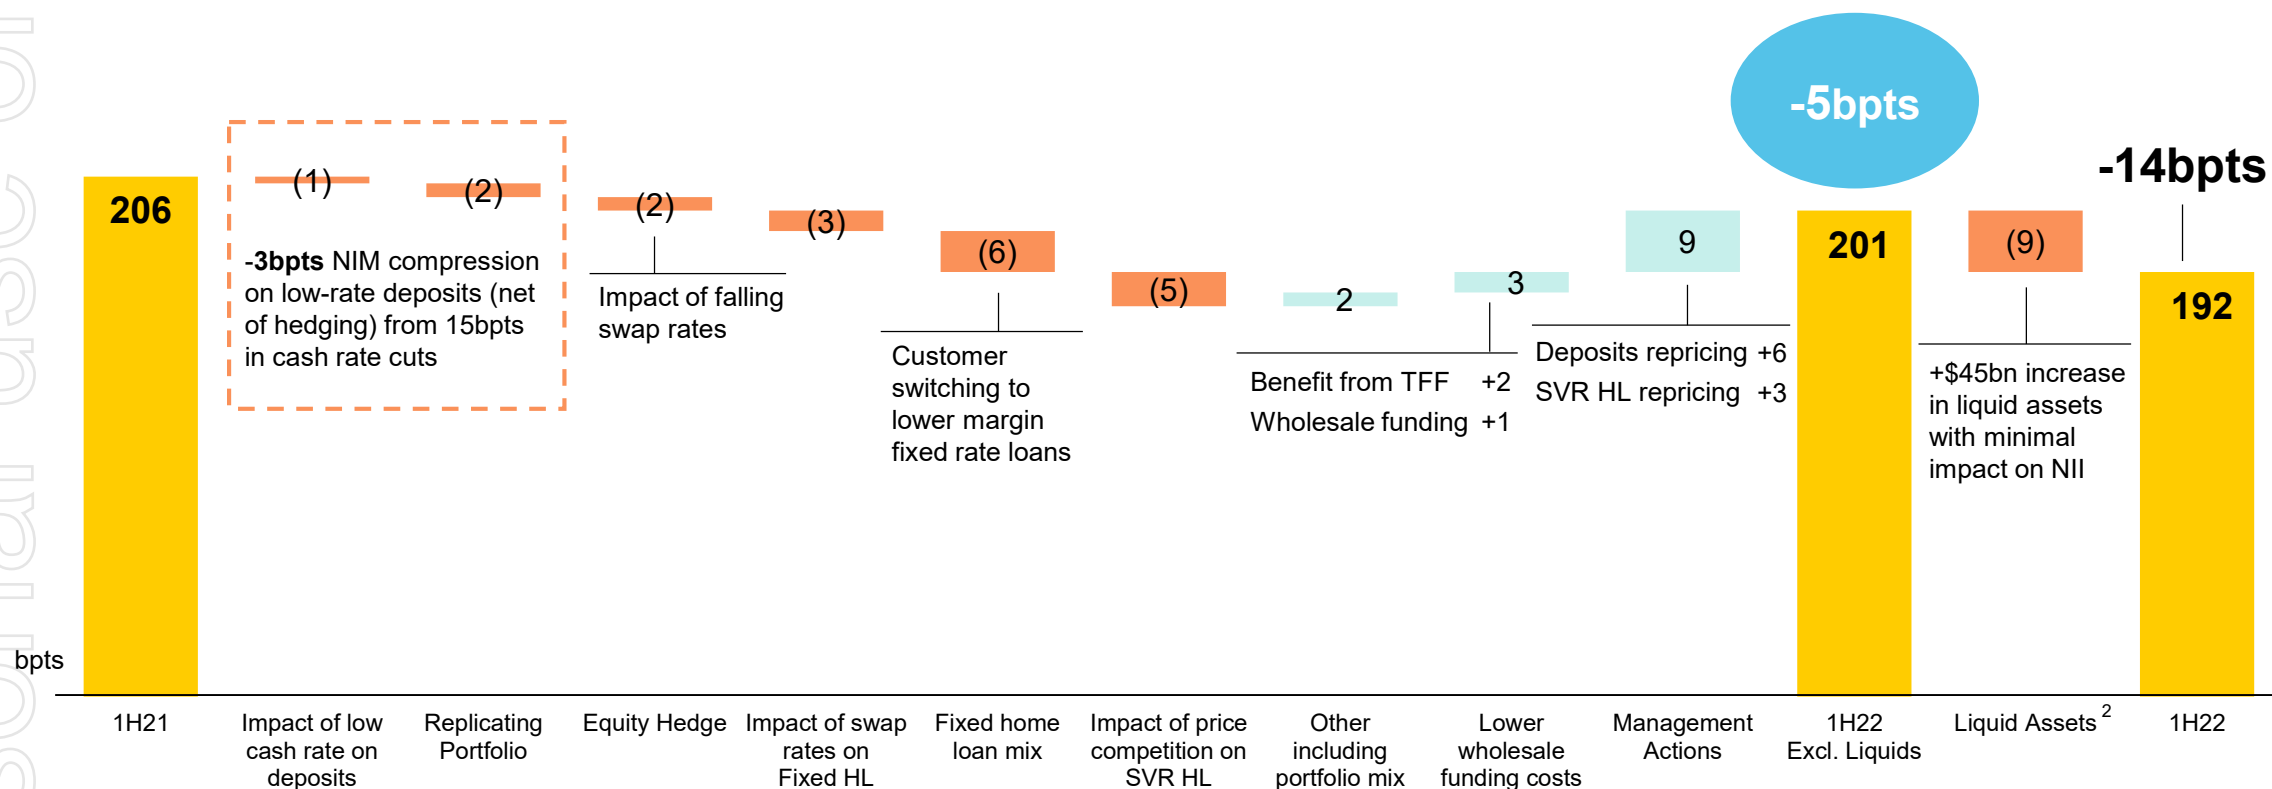 -5bpts
-14bpts
206
(1)
(2)
(2)
(3)
(6)
(5)
2
3
9
201
(9)
192
-3bpts NIM compression
on low-rate deposits (net
of hedging) from 15bpts
in cash rate cuts
Impact of falling
swap rates
Customer
switching to
lower margin
fixed rate loans
Benefit from TFF +2
Wholesale funding +1
Deposits repricing +6
SVR HL repricing +3
+$45bn increase
in liquid assets
with minimal
impact on NII
bpts
1H21
Impact of low
cash rate on
deposits
Replicating
Portfolio
Equity Hedge
Impact of swap
rates on
Fixed HL
Fixed home
loan mix
Impact of price
competition on
SVR HL
Other
including
portfolio mix
Lower
wholesale
funding costs
Management
Actions
1H22
Excl. Liquids
Liquid Assets 2
1H22